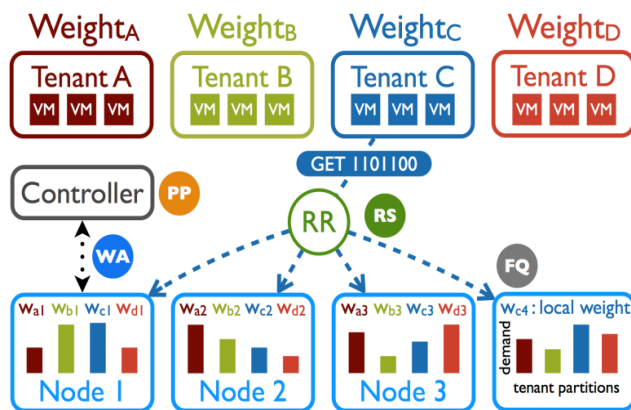 WeightA WeightB WeightC WeightD
Tenant A Tenant B Tenant C Tenant D
VM VM VM VM VM VM VM VM VM VM VM VM
GET 1101100
Controller PP
RR RS
WA FQ
wa1 wb1 wc1 wd1 wa2 wb2 wc2 wd2 wa3 wb3 wc3 wd3 wc4: local weight
demand
tenant partitions
Node 1 Node 2 Node 3